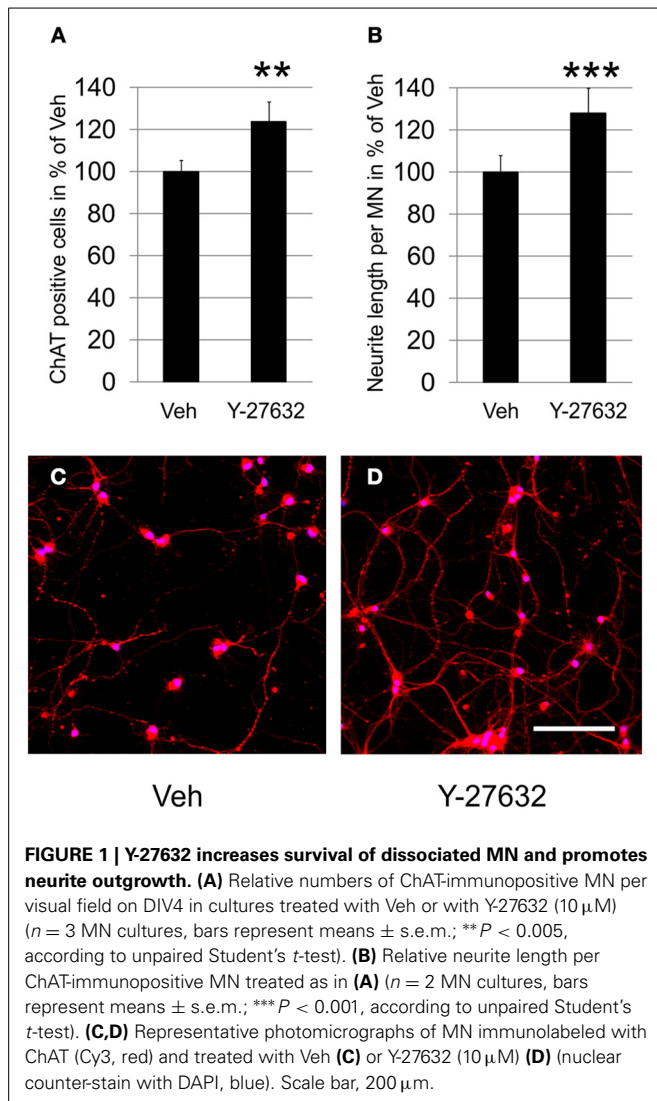 A
B
**
***
ChAT positive cells in % of Veh
140
120
100
80
60
40
20
0
Veh Y-27632
Neurite length per MN in % of Veh
140
120
100
80
60
40
20
0
Veh Y-27632
C
D
Veh
Y-27632
FIGURE 1 | Y-27632 increases survival of dissociated MN and promotes
neurite outgrowth. (A) Relative numbers of ChAT-immunopositive MN per
visual field on DIV4 in cultures treated with Veh or with Y-27632 (10 μM)
(n = 3 MN cultures, bars represent means ± s.e.m.; **P < 0.005,
according to unpaired Student's t-test). (B) Relative neurite length per
ChAT-immunopositive MN treated as in (A) (n = 2 MN cultures, bars
represent means ± s.e.m.; ***P < 0.001, according to unpaired Student's
t-test). (C,D) Representative photomicrographs of MN immunolabeled with
ChAT (Cy3, red) and treated with Veh (C) or Y-27632 (10 μM) (D) (nuclear
counter-stain with DAPI, blue). Scale bar, 200 μm.